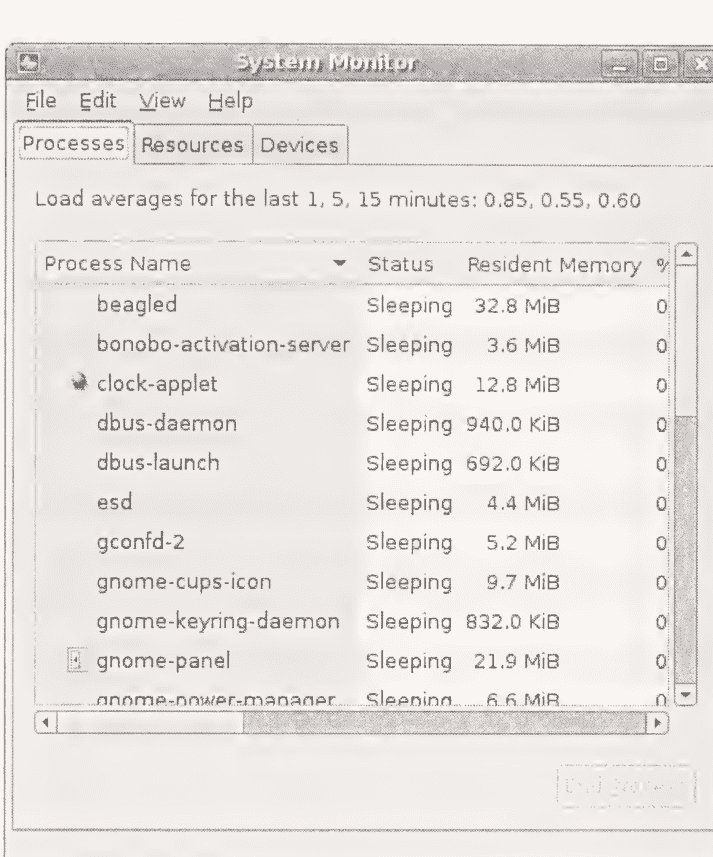 System Monitor
File Edit View Help
Processes Resources Devices
Load averages for the last 1, 5, 15 minutes: 0.85, 0.55, 0.60
Process Name Status Resident Memory %
beagled Sleeping 32.8 MiB 0
bonobo-activation-server Sleeping 3.6 MiB 0
clock-applet Sleeping 12.8 MiB 0
dbus-daemon Sleeping 940.0 KiB 0
dbus-launch Sleeping 692.0 KiB 0
esd Sleeping 4.4 MiB 0
gconfd-2 Sleeping 5.2 MiB 0
gnome-cups-icon Sleeping 9.7 MiB 0
gnome-keyring-daemon Sleeping 832.0 KiB 0
gnome-panel Sleeping 21.9 MiB 0
gnome-power-manager Sleeping 6.6 MiB 0
End Process